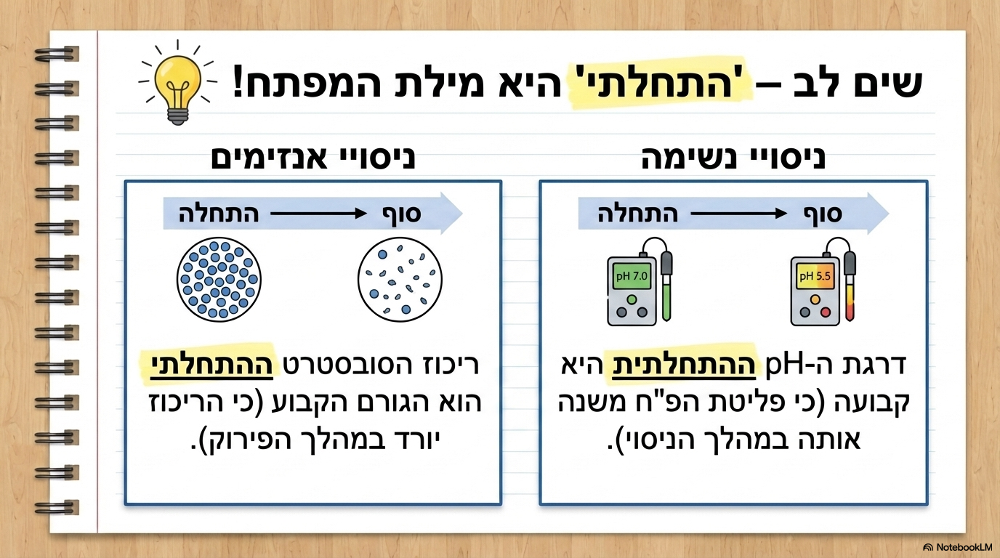 שים לב – 'התחלתי' היא מילת המפתח!
ניסויי נשימה
התחלה סוף
pH 7.0
pH 5.5
דרגת ה-pH ההתחלתית היא
קבועה (כי פליטת הפ"ח משנה
אותה במהלך הניסוי).
ניסויי אנזימים
התחלה סוף
ריכוז הסובסטרט ההתחלתי
הוא הגורם הקבוע (כי הריכוז
יורד במהלך הפירוק).
NotebookLM